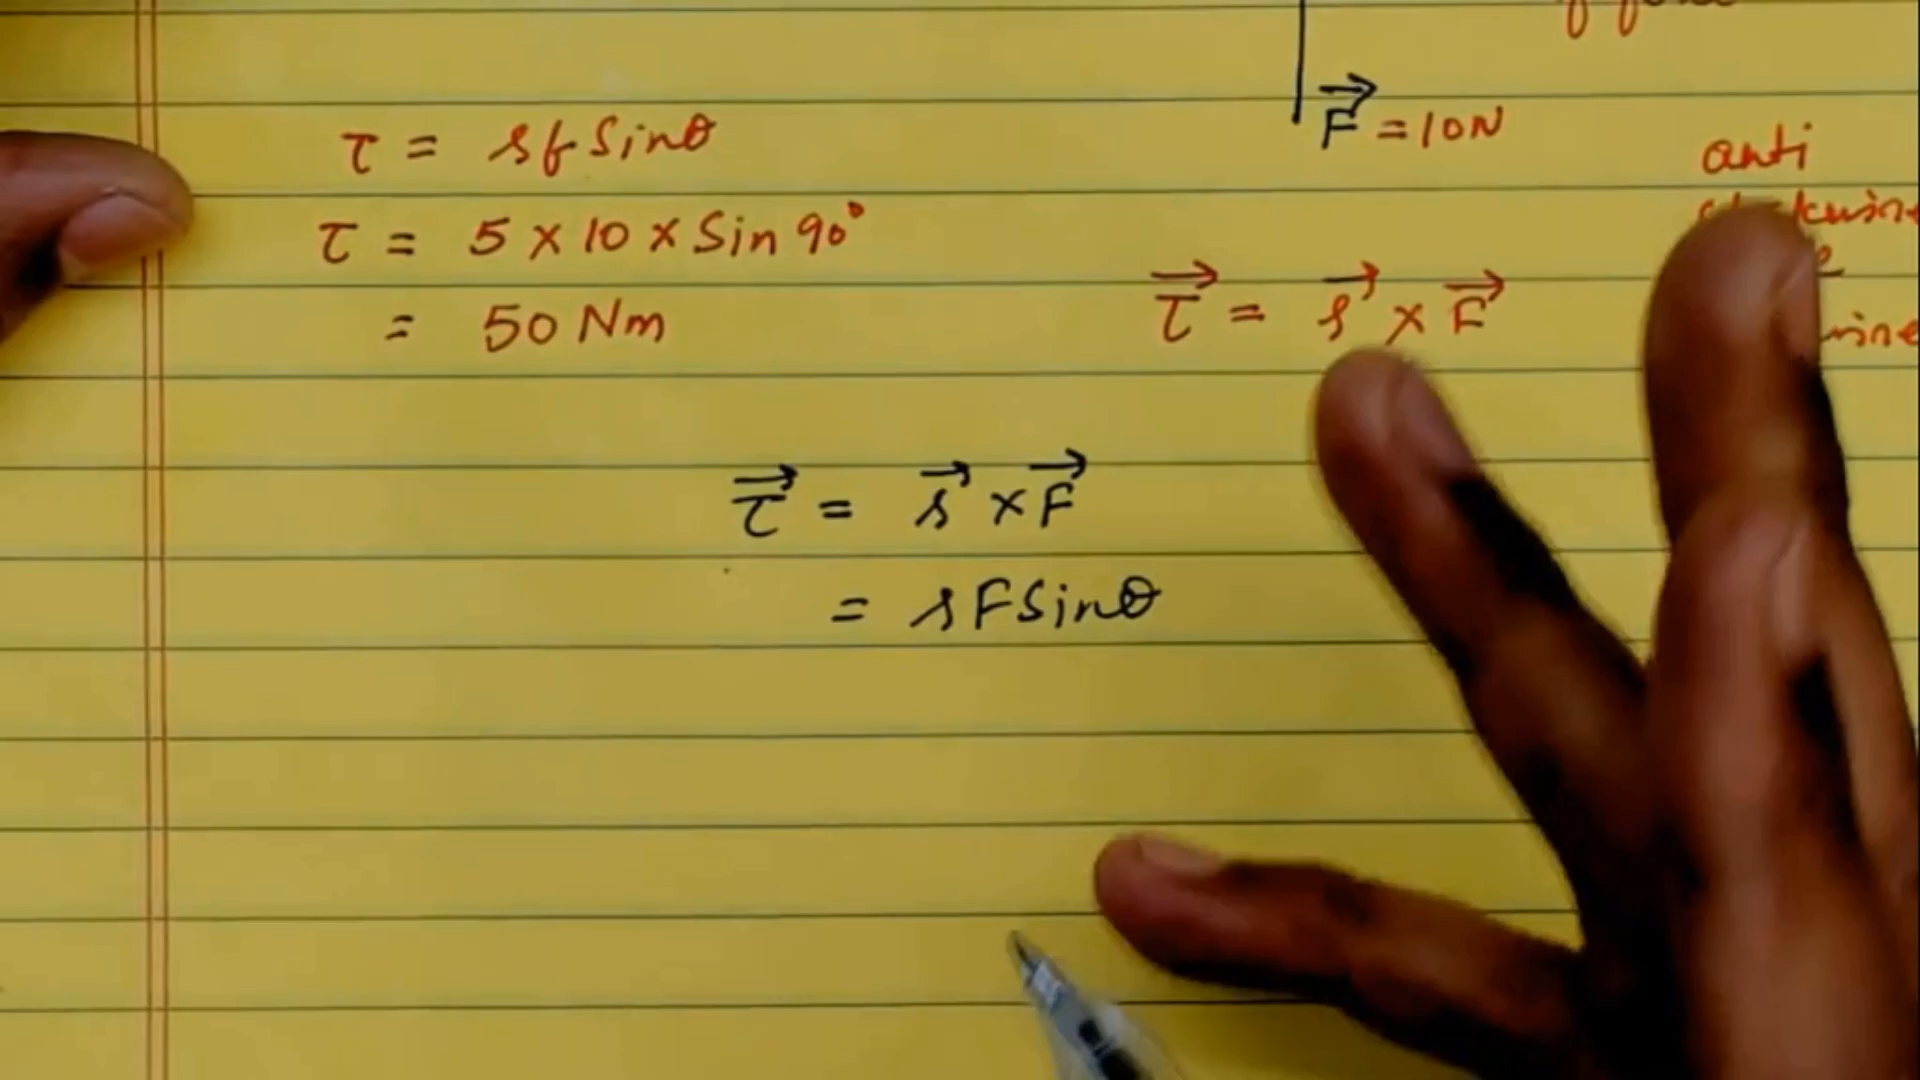 F⃗ = 10N
τ = rf Sinθ
anti
τ = 5 × 10 × Sin 90°
= 50 Nm
τ⃗ = r⃗ × F⃗
τ⃗ = r⃗ × F⃗
= rFSinθ